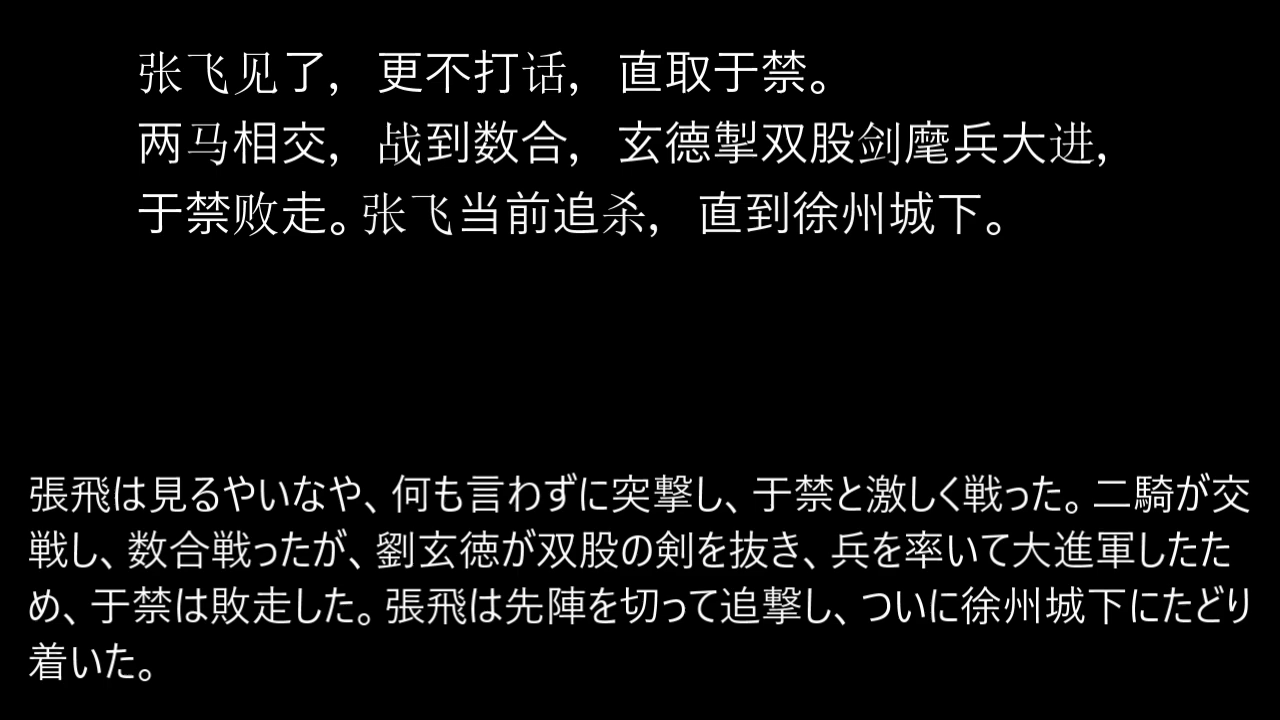 张飞见了，更不打话，直取于禁。
两马相交，战到数合，玄德掣双股剑麾兵大进，
于禁败走。张飞当前追杀，直到徐州城下。
張飛は見るやいなや、何も言わずに突撃し、于禁と激しく戦った。二騎が交
戦し、数合戦ったが、劉玄徳が双股の剣を抜き、兵を率いて大進軍したた
め、于禁は敗走した。張飛は先陣を切って追撃し、ついに徐州城下にたどり
着いた。